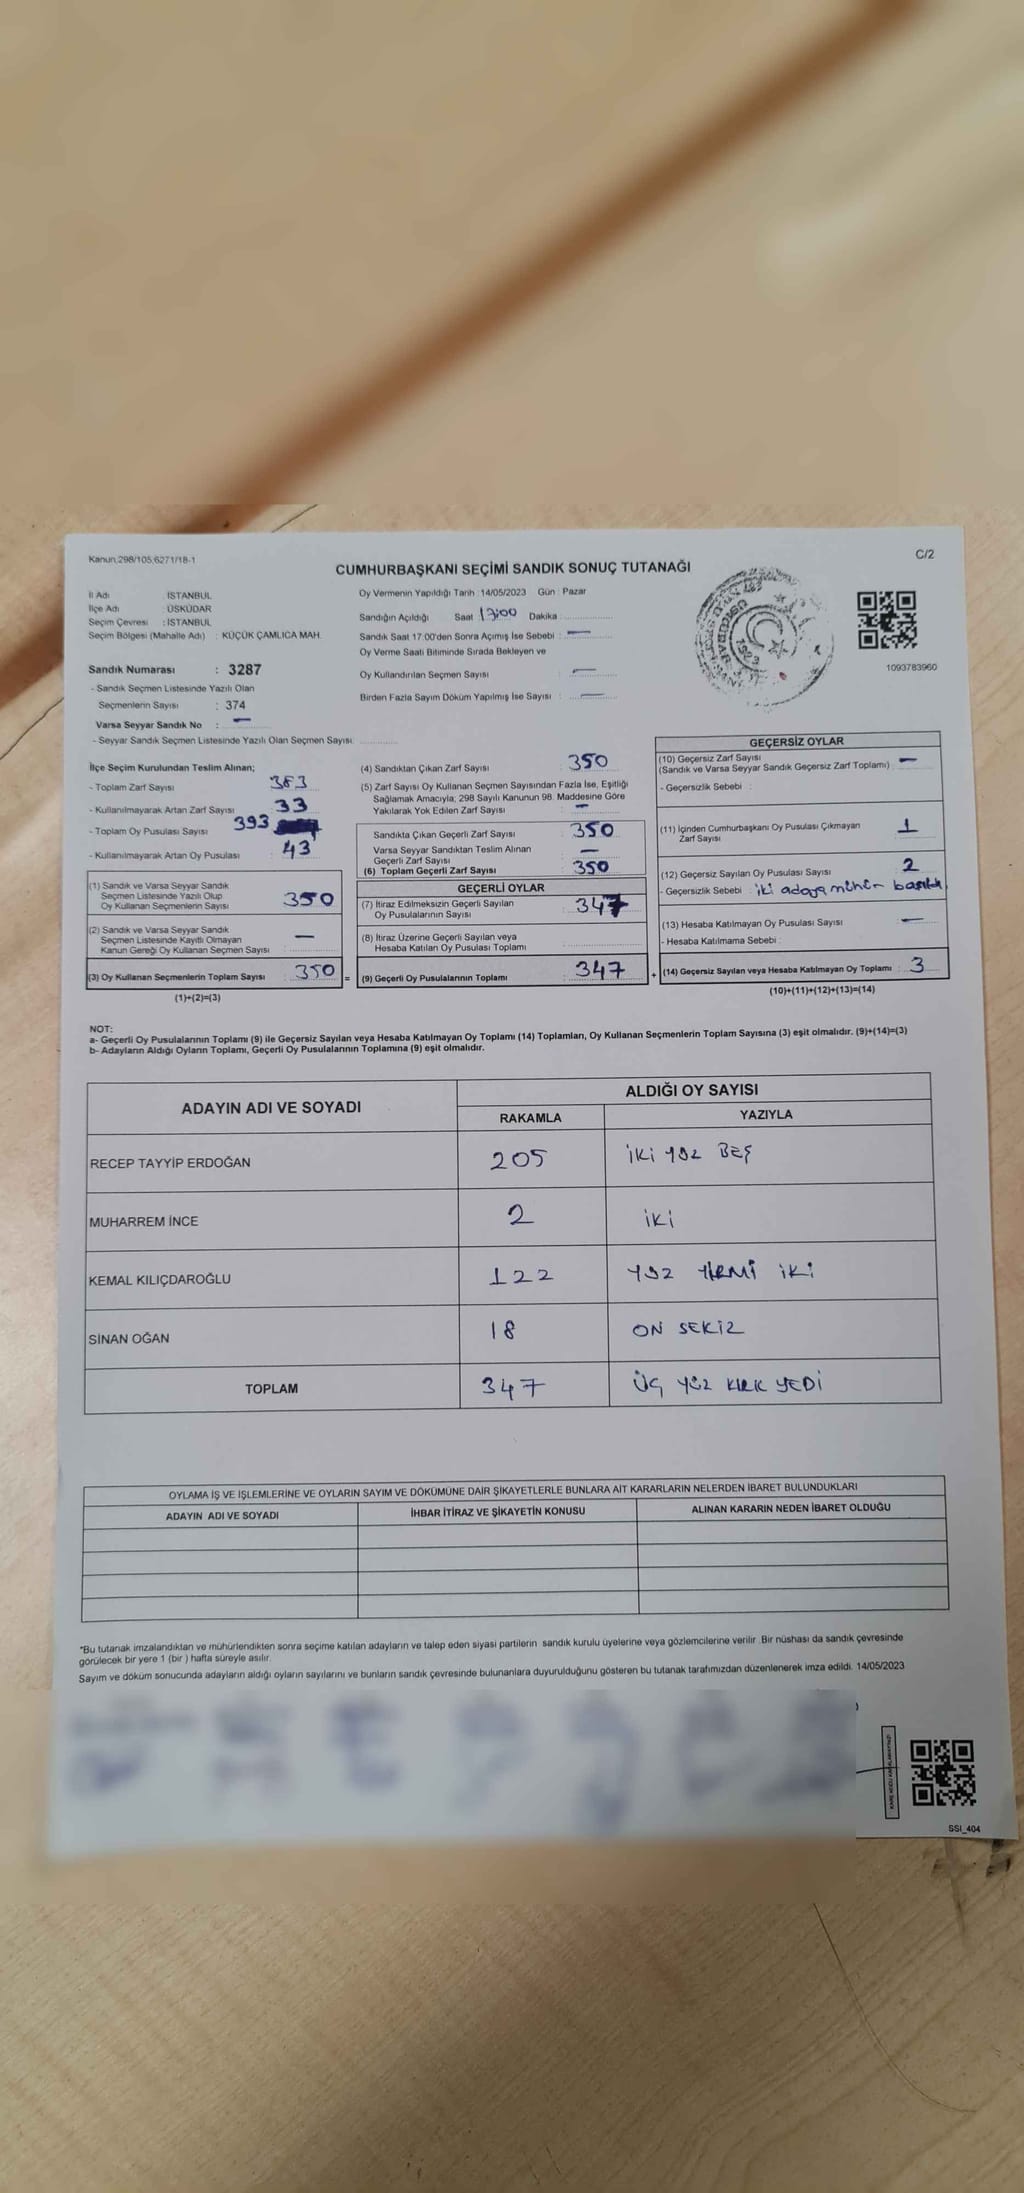 Kanun,298/105,6271/18-1
C/2
CUMHURBAŞKANI SEÇİMİ SANDIK SONUÇ TUTANAĞI
İl Adı : İSTANBUL
İlçe Adı : ÜSKÜDAR
Seçim Çevresi : İSTANBUL
Seçim Bölgesi (Mahalle Adı) : KÜÇÜK ÇAMLICA MAH.
Sandık Numarası : 3287
- Sandık Seçmen Listesinde Yazılı Olan
Seçmenlerin Sayısı : 374
Varsa Seyyar Sandık No : —
- Seyyar Sandık Seçmen Listesinde Yazılı Olan Seçmen Sayısı:
Oy Vermenin Yapıldığı Tarih :14/05/2023 Gün Pazar
Sandığın Açıldığı Saat 17:00 Dakika
Sandık Saat 17:00'den Sonra Açımış İse Sebebi : —
Oy Verme Saati Bitiminde Sırada Bekleyen ve
Oy Kullandırılan Seçmen Sayısı : —
Birden Fazla Sayım Döküm Yapılmış İse Sayısı : —
1093783960
İlçe Seçim Kurulundan Teslim Alınan;
- Toplam Zarf Sayısı : 383
- Kullanılmayarak Artan Zarf Sayısı : 33
- Toplam Oy Pusulası Sayısı 393
- Kullanılmayarak Artan Oy Pusulası : 43
(1) Sandık ve Varsa Seyyar Sandık
Seçmen Listesinde Yazılı Olup
Oy Kullanan Seçmenlerin Sayısı : 350
(2) Sandık ve Varsa Seyyar Sandık
Seçmen Listesinde Kayıtlı Olmayan
Kanun Gereği Oy Kullanan Seçmen Sayısı : —
(3) Oy Kullanan Seçmenlerin Toplam Sayısı : 350 =
(1)+(2)=(3)
(4) Sandıktan Çıkan Zarf Sayısı : 350
(5) Zarf Sayısı Oy Kullanan Seçmen Sayısından Fazla İse, Eşitliği
Sağlamak Amacıyla, 298 Sayılı Kanunun 98. Maddesine Göre
Yakılarak Yok Edilen Zarf Sayısı : —
Sandıkta Çıkan Geçerli Zarf Sayısı : 350
Varsa Seyyar Sandıktan Teslim Alınan
Geçerli Zarf Sayısı : —
(6) Toplam Geçerli Zarf Sayısı : 350
GEÇERLİ OYLAR
(7) İtiraz Edilmeksizin Geçerli Sayılan
Oy Pusulalarının Sayısı : 347
(8) İtiraz Üzerine Geçerli Sayılan veya
Hesaba Katılan Oy Pusulası Toplamı :
(9) Geçerli Oy Pusulalarının Toplamı : 347 +
GEÇERSİZ OYLAR
(10) Geçersiz Zarf Sayısı
(Sandık ve Varsa Seyyar Sandık Geçersiz Zarf Toplamı) : —
- Geçersizlik Sebebi :
(11) İçinden Cumhurbaşkanı Oy Pusulası Çıkmayan
Zarf Sayısı : 1
(12) Geçersiz Sayılan Oy Pusulası Sayısı : 2
- Geçersizlik Sebebi : iki adaya mühür
(13) Hesaba Katılmayan Oy Pusulası Sayısı : —
- Hesaba Katılmama Sebebi :
(14) Geçersiz Sayılan veya Hesaba Katılmayan Oy Toplamı : 3
(10)+(11)+(12)+(13)=(14)
NOT:
a- Geçerli Oy Pusulalarının Toplamı (9) ile Geçersiz Sayılan veya Hesaba Katılmayan Oy Toplamı (14) Toplamları, Oy Kullanan Seçmenlerin Toplam Sayısına (3) eşit olmalıdır. (9)+(14)=(3)
b- Adayların Aldığı Oyların Toplamı, Geçerli Oy Pusulalarının Toplamına (9) eşit olmalıdır.
ADAYIN ADI VE SOYADI
ALDIĞI OY SAYISI
RAKAMLA YAZIYLA
RECEP TAYYİP ERDOĞAN 205 İKİ YÜZ BEŞ
MUHARREM İNCE 2 İKİ
KEMAL KILIÇDAROĞLU 122 YÜZ YİRMİ İKİ
SİNAN OĞAN 18 ON SEKİZ
TOPLAM 347 ÜÇ YÜZ KIRK YEDİ
OYLAMA İŞ VE İŞLEMLERİNE VE OYLARIN SAYIM VE DÖKÜMÜNE DAİR ŞİKAYETLERLE BUNLARA AİT KARARLARIN NELERDEN İBARET BULUNDUKLARI
ADAYIN ADI VE SOYADI
İHBAR İTİRAZ VE ŞİKAYETİN KONUSU
ALINAN KARARIN NEDEN İBARET OLDUĞU
*Bu tutanak imzalandıktan ve mühürlendikten sonra seçime katılan adayların ve talep eden siyasi partilerin sandık kurulu üyelerine veya gözlemcilerine verilir .Bir nüshası da sandık çevresinde
görülecek bir yere 1 (bir ) hafta süreyle asılır.
Sayım ve döküm sonucunda adayların aldığı oyların sayılarını ve bunların sandık çevresinde bulunanlara duyurulduğunu gösteren bu tutanak tarafımızdan düzenlenerek imza edildi. 14/05/2023
SSI_404